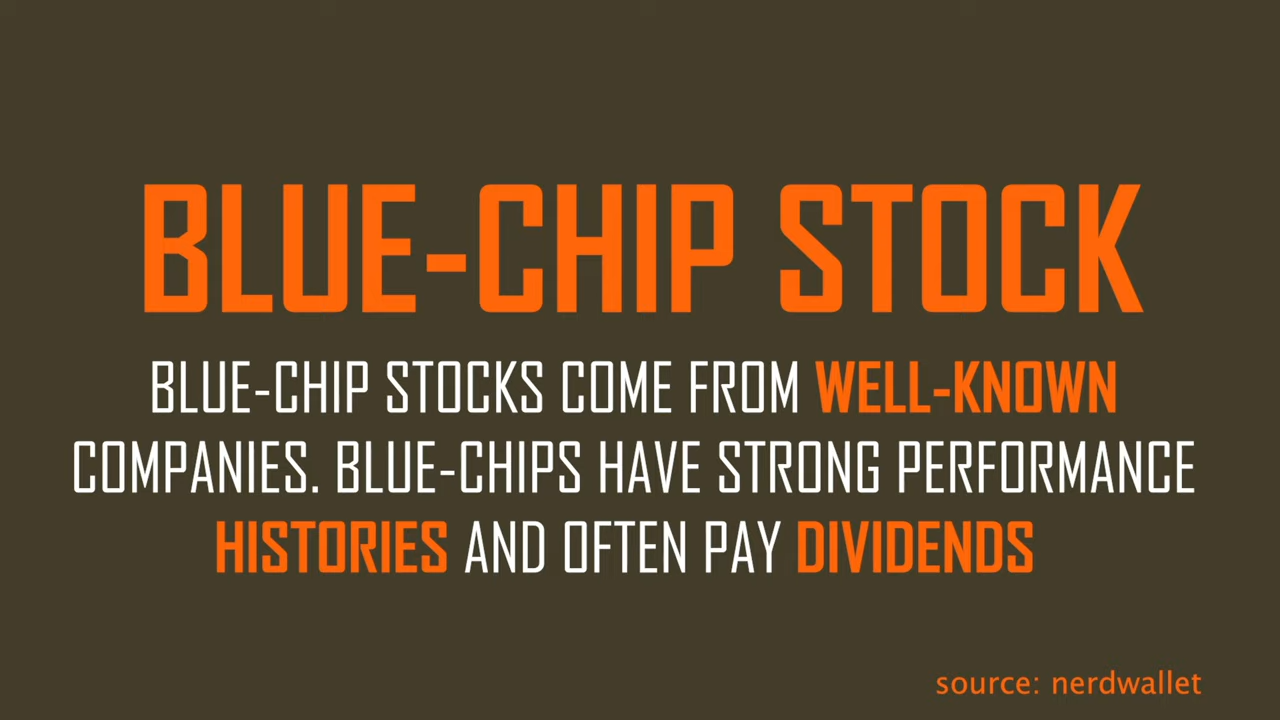 BLUE-CHIP STOCK
BLUE-CHIP STOCKS COME FROM WELL-KNOWN
COMPANIES. BLUE-CHIPS HAVE STRONG PERFORMANCE
HISTORIES AND OFTEN PAY DIVIDENDS
source: nerdwallet